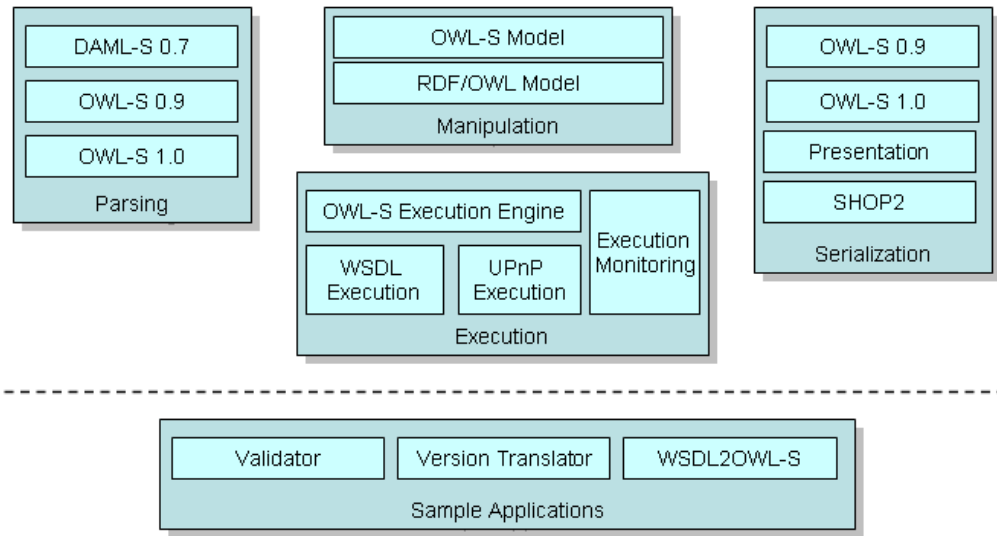 DAML-S 0.7
OWL-S 0.9
OWL-S 1.0
Parsing
OWL-S Model
RDF/OWL Model
Manipulation
OWL-S 0.9
OWL-S 1.0
Presentation
SHOP2
Serialization
OWL-S Execution Engine
WSDL
Execution
UPnP
Execution
Execution
Monitoring
Execution
Validator
Version Translator
WSDL2OWL-S
Sample Applications